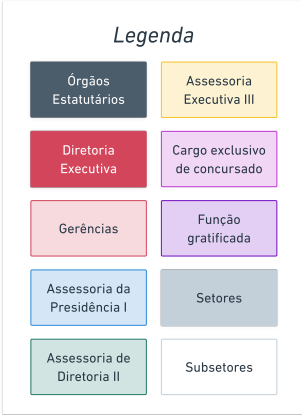 Legenda
Órgãos
Estatutários
Assessoria
Executiva III
Diretoria
Executiva
Cargo exclusivo
de concursado
Gerências
Função
gratificada
Assessoria da
Presidência I
Setores
Assessoria de
Diretoria II
Subsetores